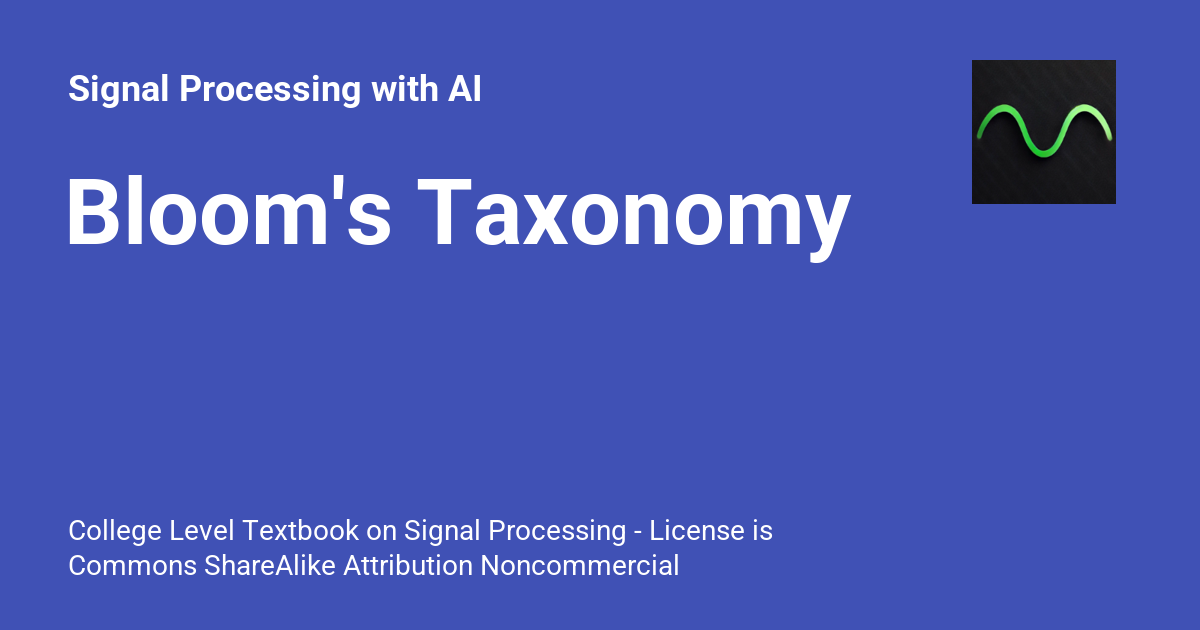 Signal Processing with AI
Bloom's Taxonomy
College Level Textbook on Signal Processing - License is
Commons ShareAlike Attribution Noncommercial